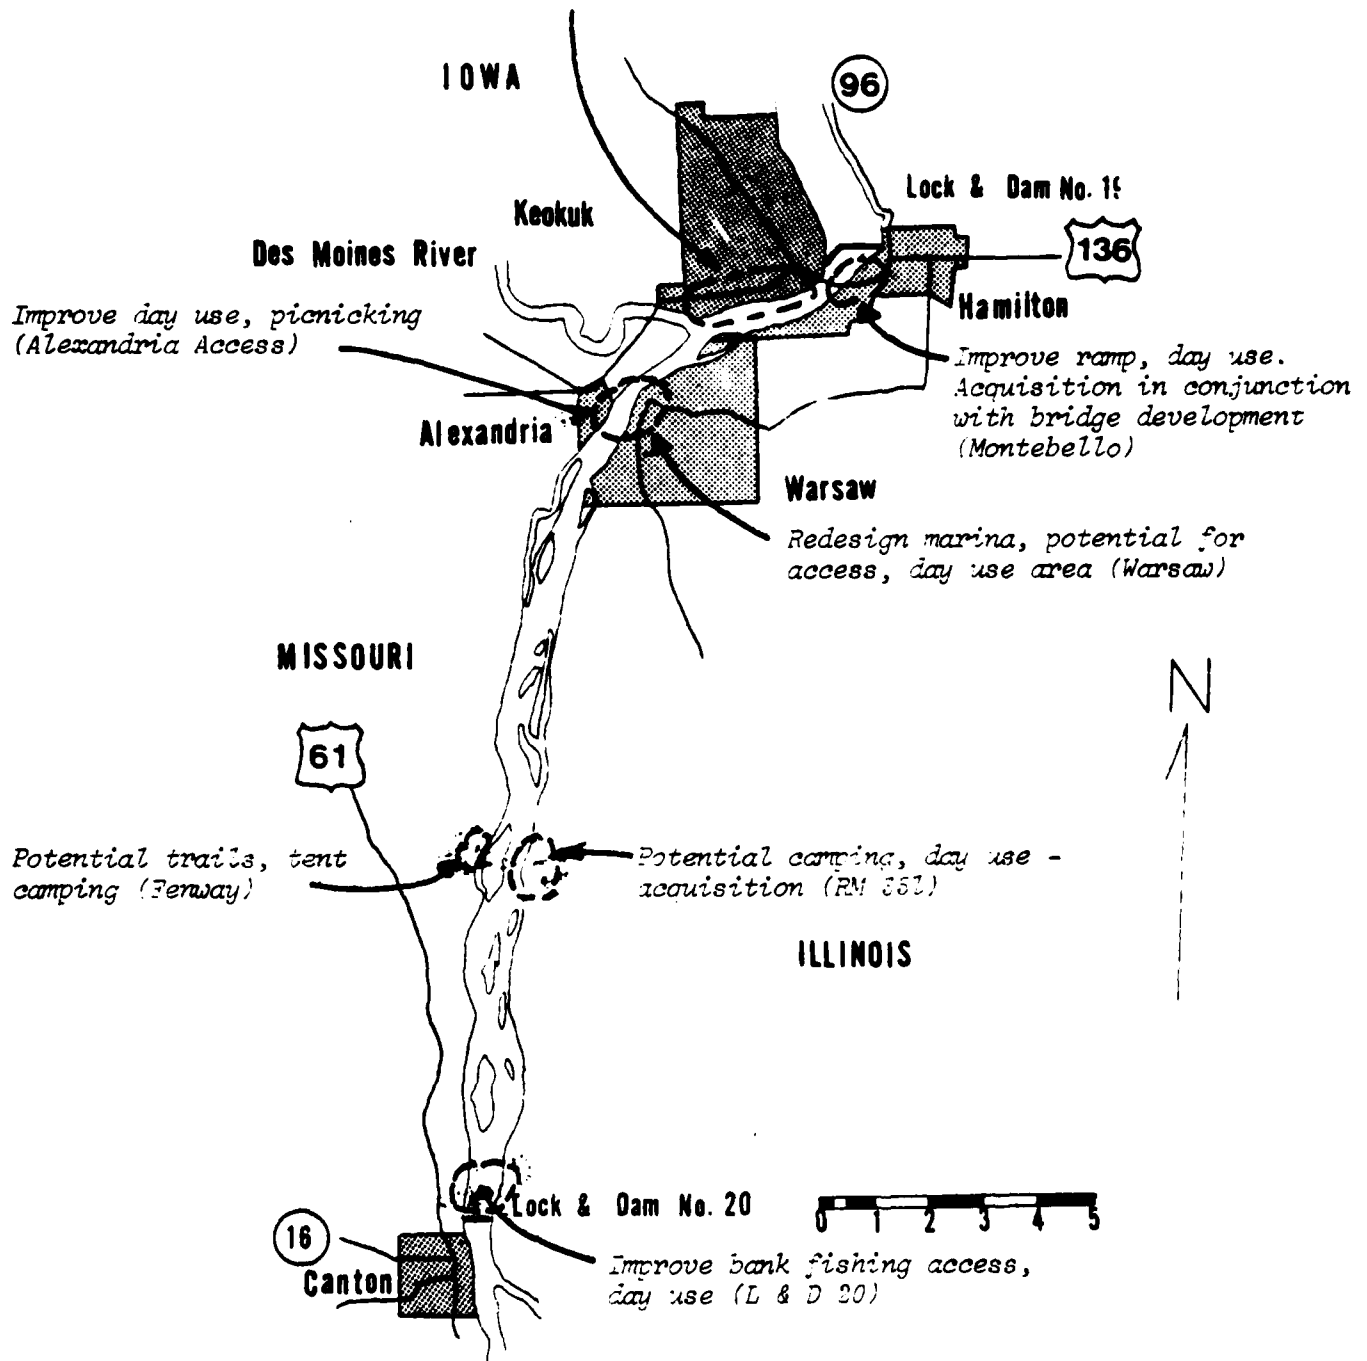 IOWA
96
Lock & Dam No. 19
Keokuk
136
Des Moines River
Hamilton
Improve day use, picnicking
(Alexandria Access)
Improve ramp, day use.
Acquisition in conjunction
with bridge development
(Montebello)
Alexandria
Warsaw
Redesign marina, potential for
access, day use area (Warsaw)
MISSOURI
N
61
Potential trails, tent
camping (Fenway)
Potential camping, day use -
acquisition (RM
ILLINOIS
Lock & Dam No. 20
0 1 2 3 4 5
16
Canton
Improve bank fishing access,
day use (L & D 20)